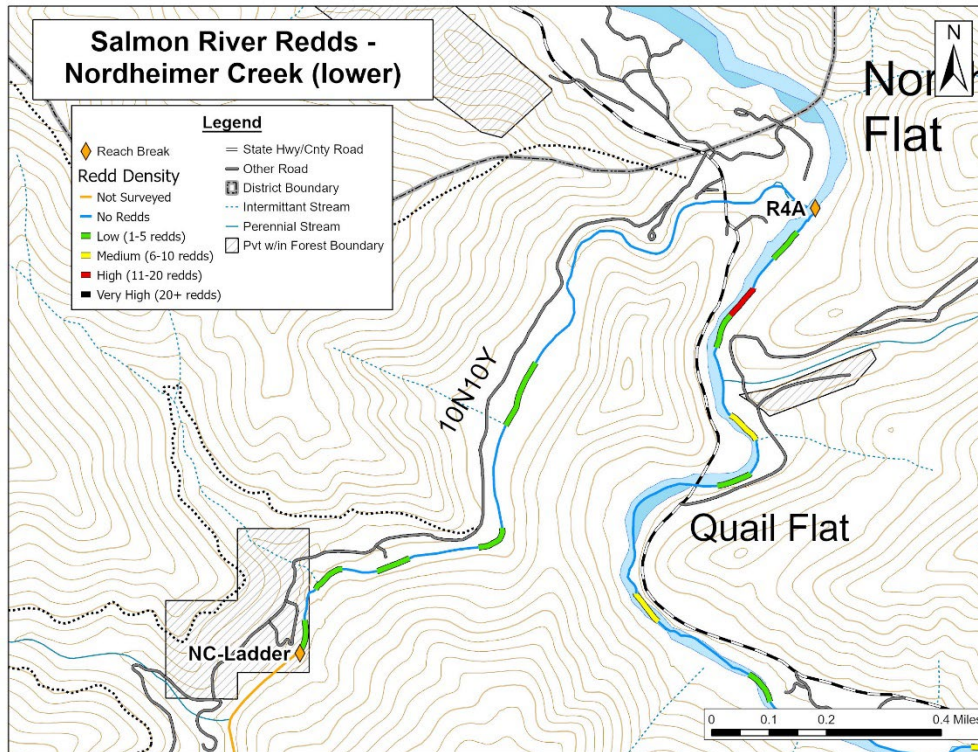 Salmon River Redds -
Nordheimer Creek (lower)
Legend
Reach Break
Redd Density
Not Surveyed
No Redds
Low (1-5 redds)
Medium (6-10 redds)
High (11-20 redds)
Very High (20+ redds)
State Hwy/Cnty Road
Other Road
District Boundary
Intermittant Stream
Perennial Stream
Pvt w/in Forest Boundary
N
Flat
R4A
10N10Y
Quail Flat
NC-Ladder
0 0.1 0.2 0.4 Miles